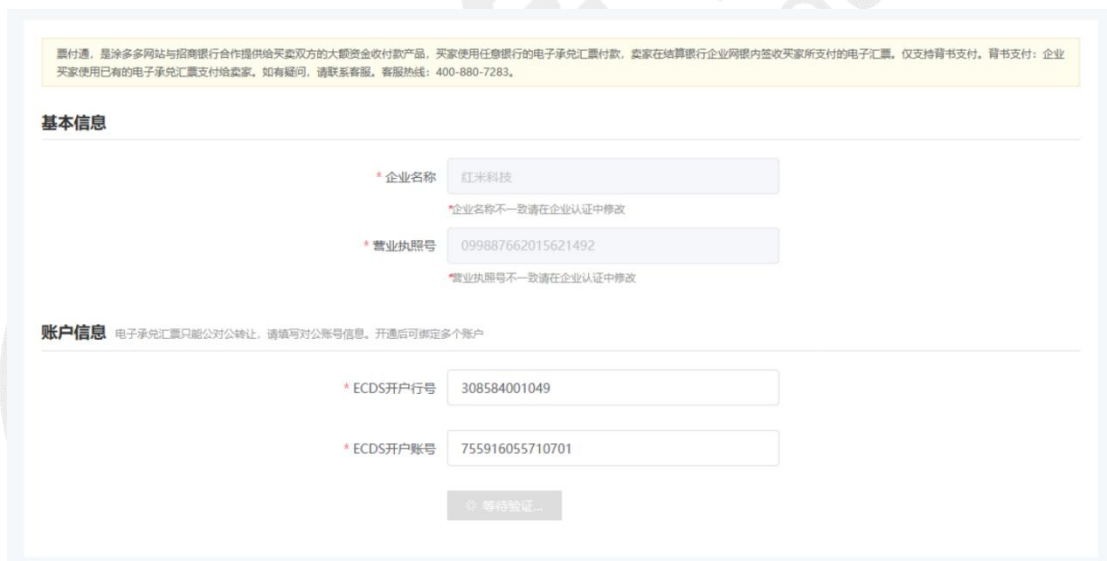 票付通，是涂多多网站与招商银行合作提供给买卖双方的大额资金收付款产品，买家使用任意银行的电子承兑汇票付款，卖家在结算银行企业网银内签收买家所支付的电子汇票。仅支持背书支付。背书支付：企业
买家使用已有的电子承兑汇票支付给卖家。如有疑问，请联系客服。客服热线：400-880-7283。
基本信息
* 企业名称 红米科技
*企业名称不一致请在企业认证中修改
* 营业执照号 099887662015621492
*营业执照号不一致请在企业认证中修改
账户信息 电子承兑汇票只能公对公转让，请填写对公账号信息。开通后可绑定多个账户
* ECDS开户行号 308584001049
* ECDS开户账号 755916055710701
等待验证...